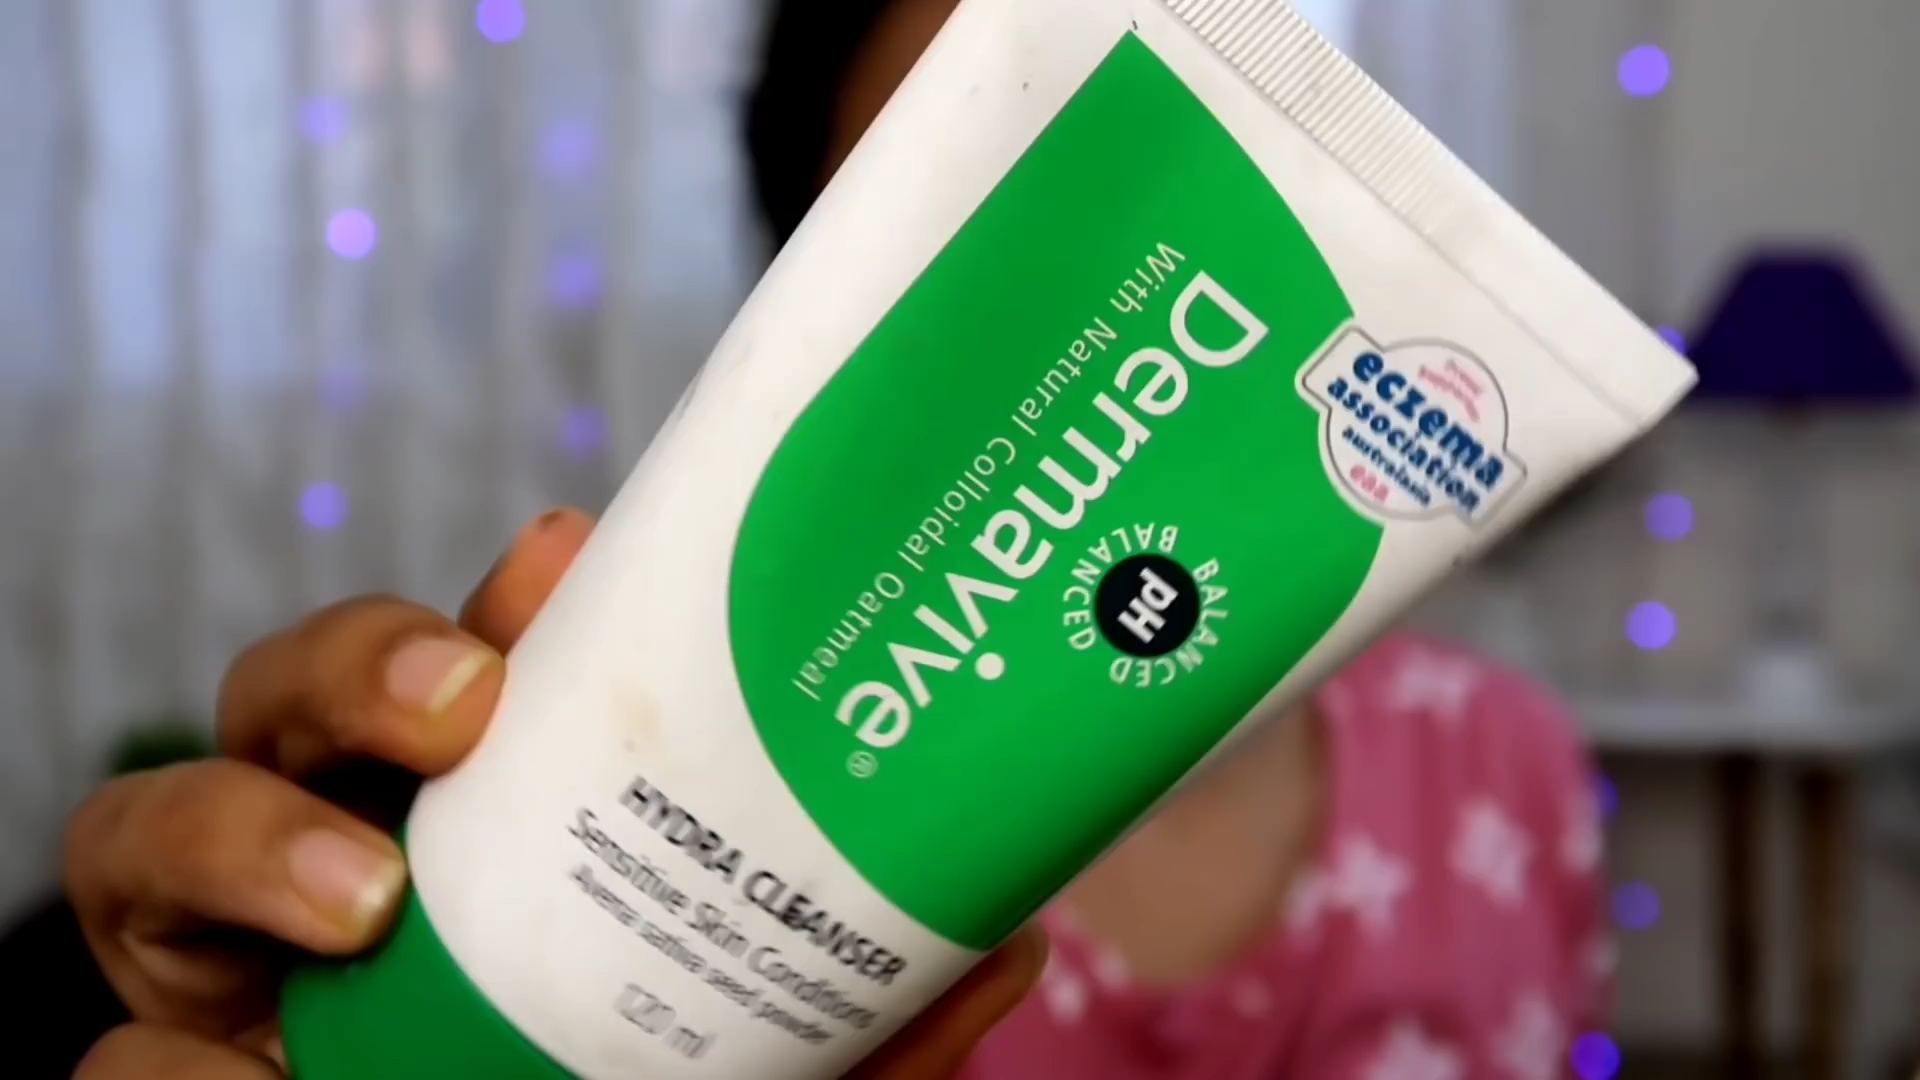 Dermavive®
With Natural Colloidal Oatmeal
BALANCED BALANCED
pH
eczema
association
australasia
eaa
HYDRA CLEANSER
Sensitive Skin Conditions
Avena sativa seed powder
120 ml